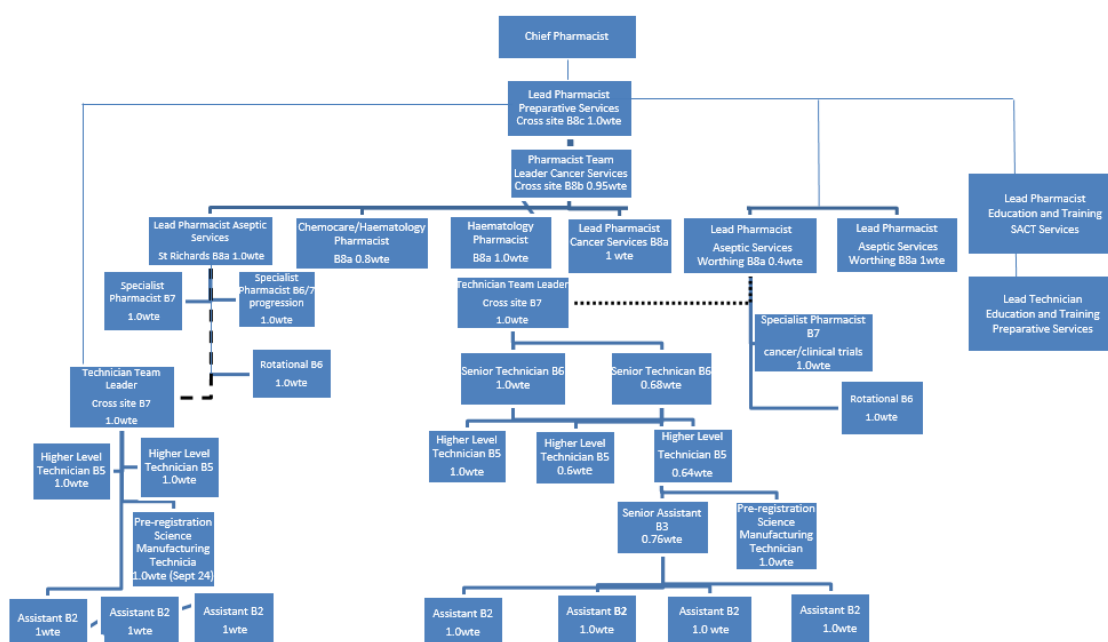 Chief Pharmacist
Lead Pharmacist
Preparative Services
Cross site B8c 1.0wte
Pharmacist Team
Leader Cancer Services
Cross site B8b 0.95wte
Lead Pharmacist
Education and Training
SACT Services
Lead Pharmacist Aseptic
Services
St Richards B8a 1.0wte
Chemocare/Haematology
Pharmacist
B8a 0.8wte
Haematology
Pharmacist
B8a 1.0wte
Lead Pharmacist
Cancer Services B8a
1 wte
Lead Pharmacist
Aseptic Services
Worthing B8a 0.4wte
Lead Pharmacist
Aseptic Services
Worthing B8a 1wte
Specialist
Pharmacist B7
1.0wte
Specialist
Pharmacist B6/7
progression
1.0wte
Technician Team Leader
Cross site B7
1.0wte
Lead Technician
Education and Training
Preparative Services
Specialist Pharmacist
B7
cancer/clinical trials
1.0wte
Rotational B6
1.0wte
Technician Team
Leader
Cross site B7
1.0wte
Senior Technician B6
1.0wte
Senior Technican B6
0.68wte
Rotational B6
1.0wte
Higher Level
Technician B5
1.0wte
Higher Level
Technician B5
1.0wte
Higher Level
Technician B5
1.0wte
Higher Level
Technician B5
0.6wte
Higher Level
Technician B5
0.64wte
Pre-registration
Science
Manufacturing
Technicia
1.0wte (Sept 24)
Senior Assistant
B3
0.76wte
Pre-registration
Science
Manufacturing
Technician
1.0wte
Assistant B2
1wte
Assistant B2
1wte
Assistant B2
1wte
Assistant B2
1.0wte
Assistant B2
1.0wte
Assistant B2
1.0 wte
Assistant B2
1.0wte